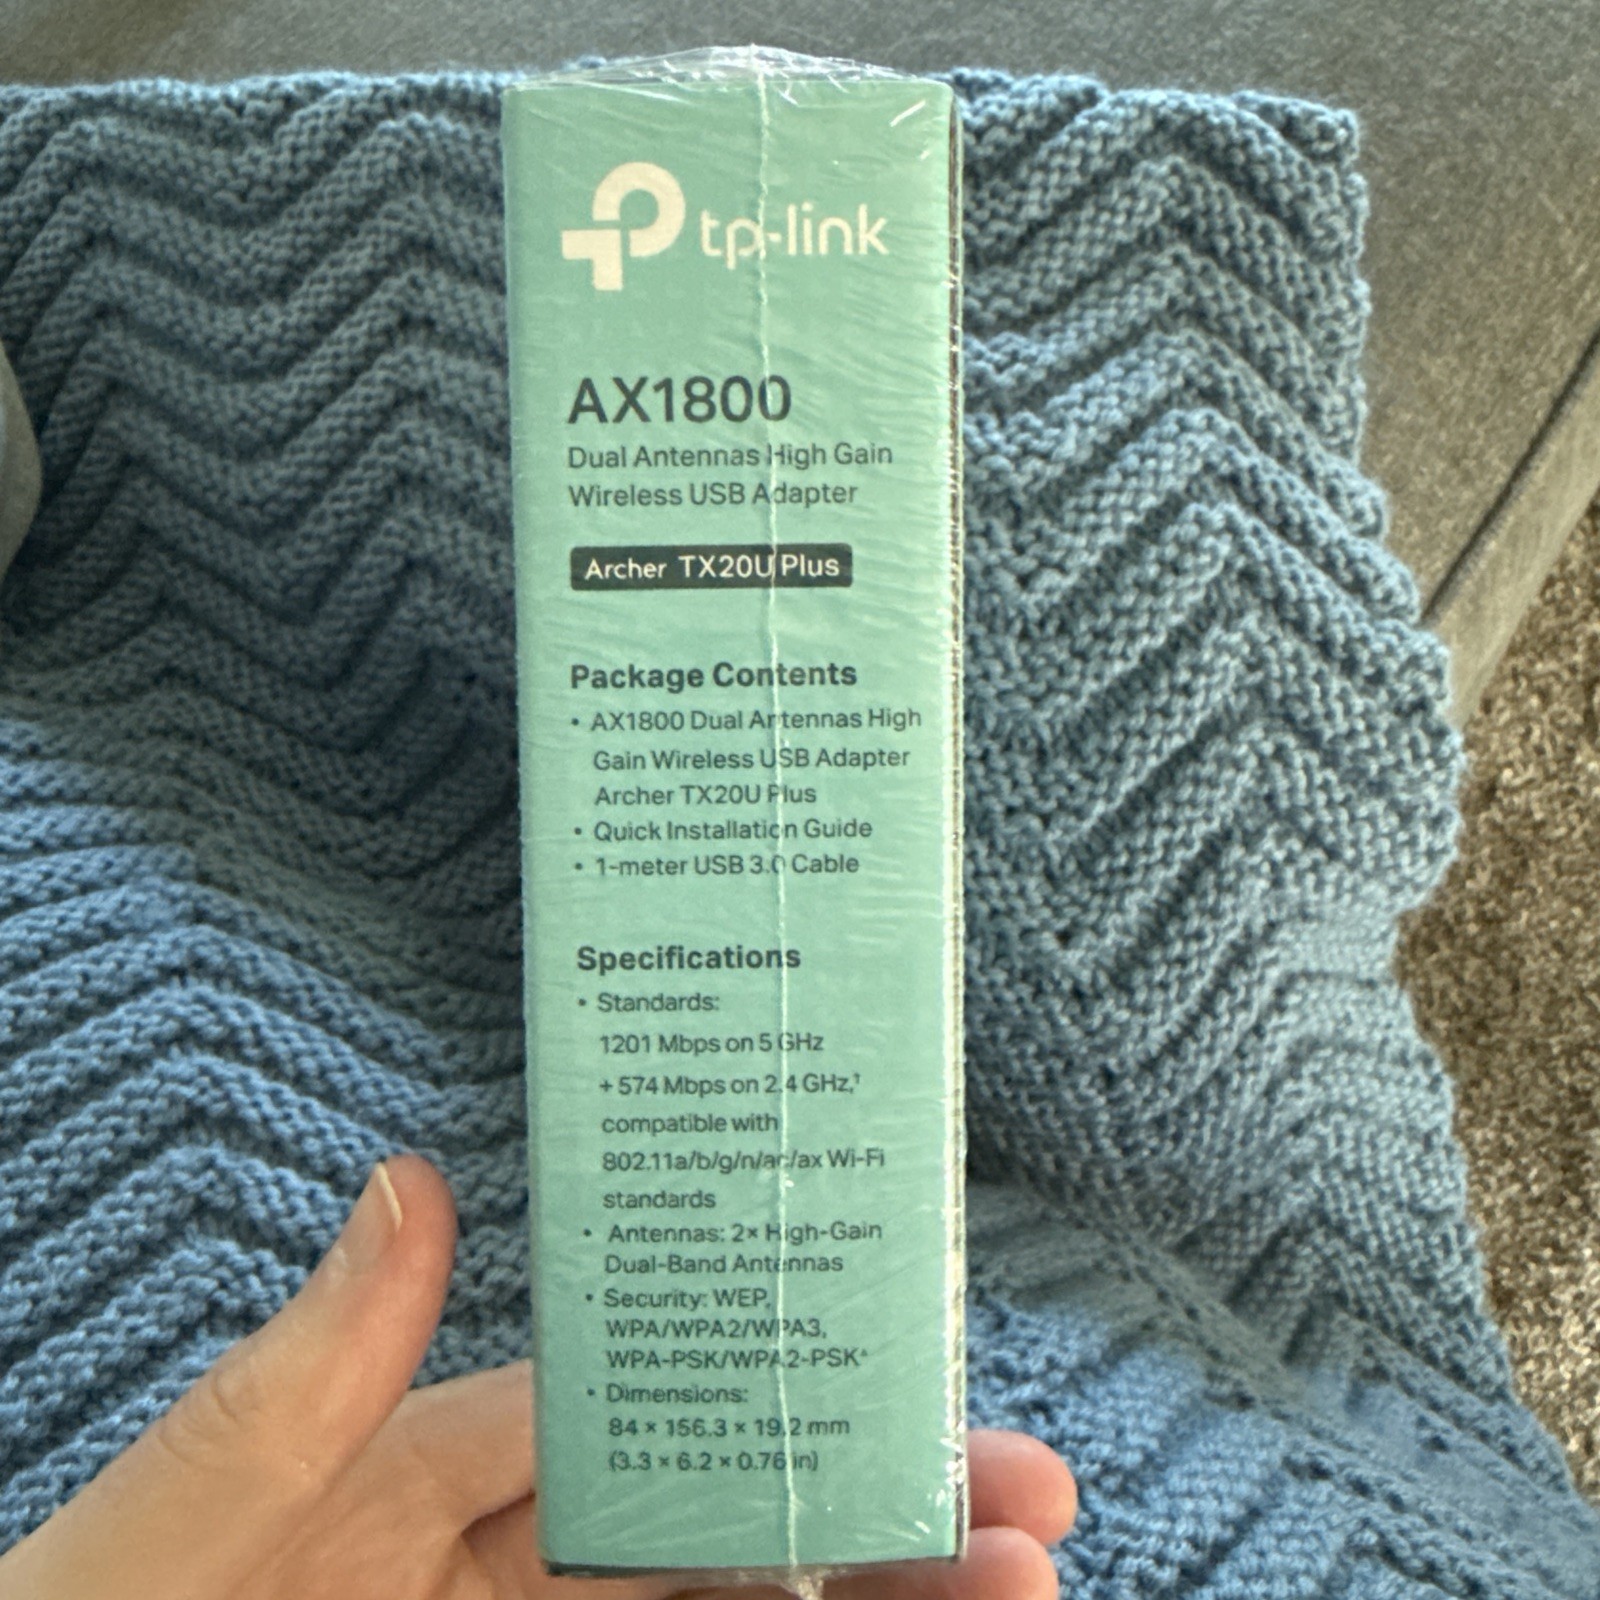 tp-link
AX1800
Dual Antennas High Gain
Wireless USB Adapter
Archer TX20U Plus
Package Contents
• AX1800 Dual Antennas High
Gain Wireless USB Adapter
Archer TX20U Plus
• Quick Installation Guide
• 1-meter USB 3.0 Cable
Specifications
• Standards:
1201 Mbps on 5 GHz
+ 574 Mbps on 2.4 GHz,†
compatible with
802.11a/b/g/n/ac/ax Wi-Fi
standards
• Antennas: 2× High-Gain
Dual-Band Antennas
• Security: WEP,
WPA/WPA2/WPA3,
WPA-PSK/WPA2-PSK^
• Dimensions:
84 × 156.3 × 19.2 mm
(3.3 × 6.2 × 0.76 in)